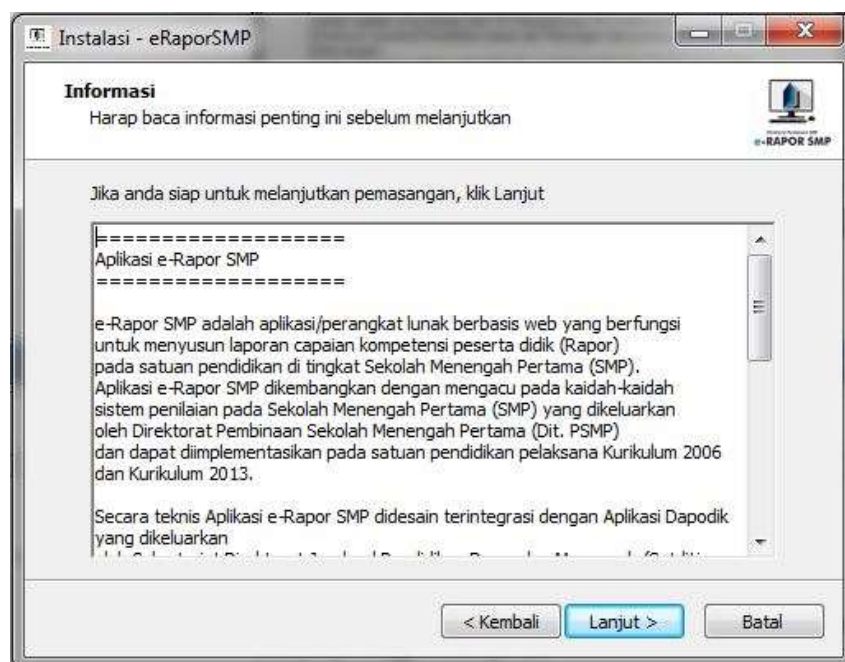 Instalasi - eRaporSMP
Informasi
Harap baca informasi penting ini sebelum melanjutkan
e-RAPOR SMP
Jika anda siap untuk melanjutkan pemasangan, klik Lanjut
===================
Aplikasi e-Rapor SMP
===================
e-Rapor SMP adalah aplikasi/perangkat lunak berbasis web yang berfungsi
untuk menyusun laporan capaian kompetensi peserta didik (Rapor)
pada satuan pendidikan di tingkat Sekolah Menengah Pertama (SMP).
Aplikasi e-Rapor SMP dikembangkan dengan mengacu pada kaidah-kaidah
sistem penilaian pada Sekolah Menengah Pertama (SMP) yang dikeluarkan
oleh Direktorat Pembinaan Sekolah Menengah Pertama (Dit. PSMP)
dan dapat diimplementasikan pada satuan pendidikan pelaksana Kurikulum 2006
dan Kurikulum 2013.
Secara teknis Aplikasi e-Rapor SMP didesain terintegrasi dengan Aplikasi Dapodik
yang dikeluarkan
< Kembali
Lanjut >
Batal